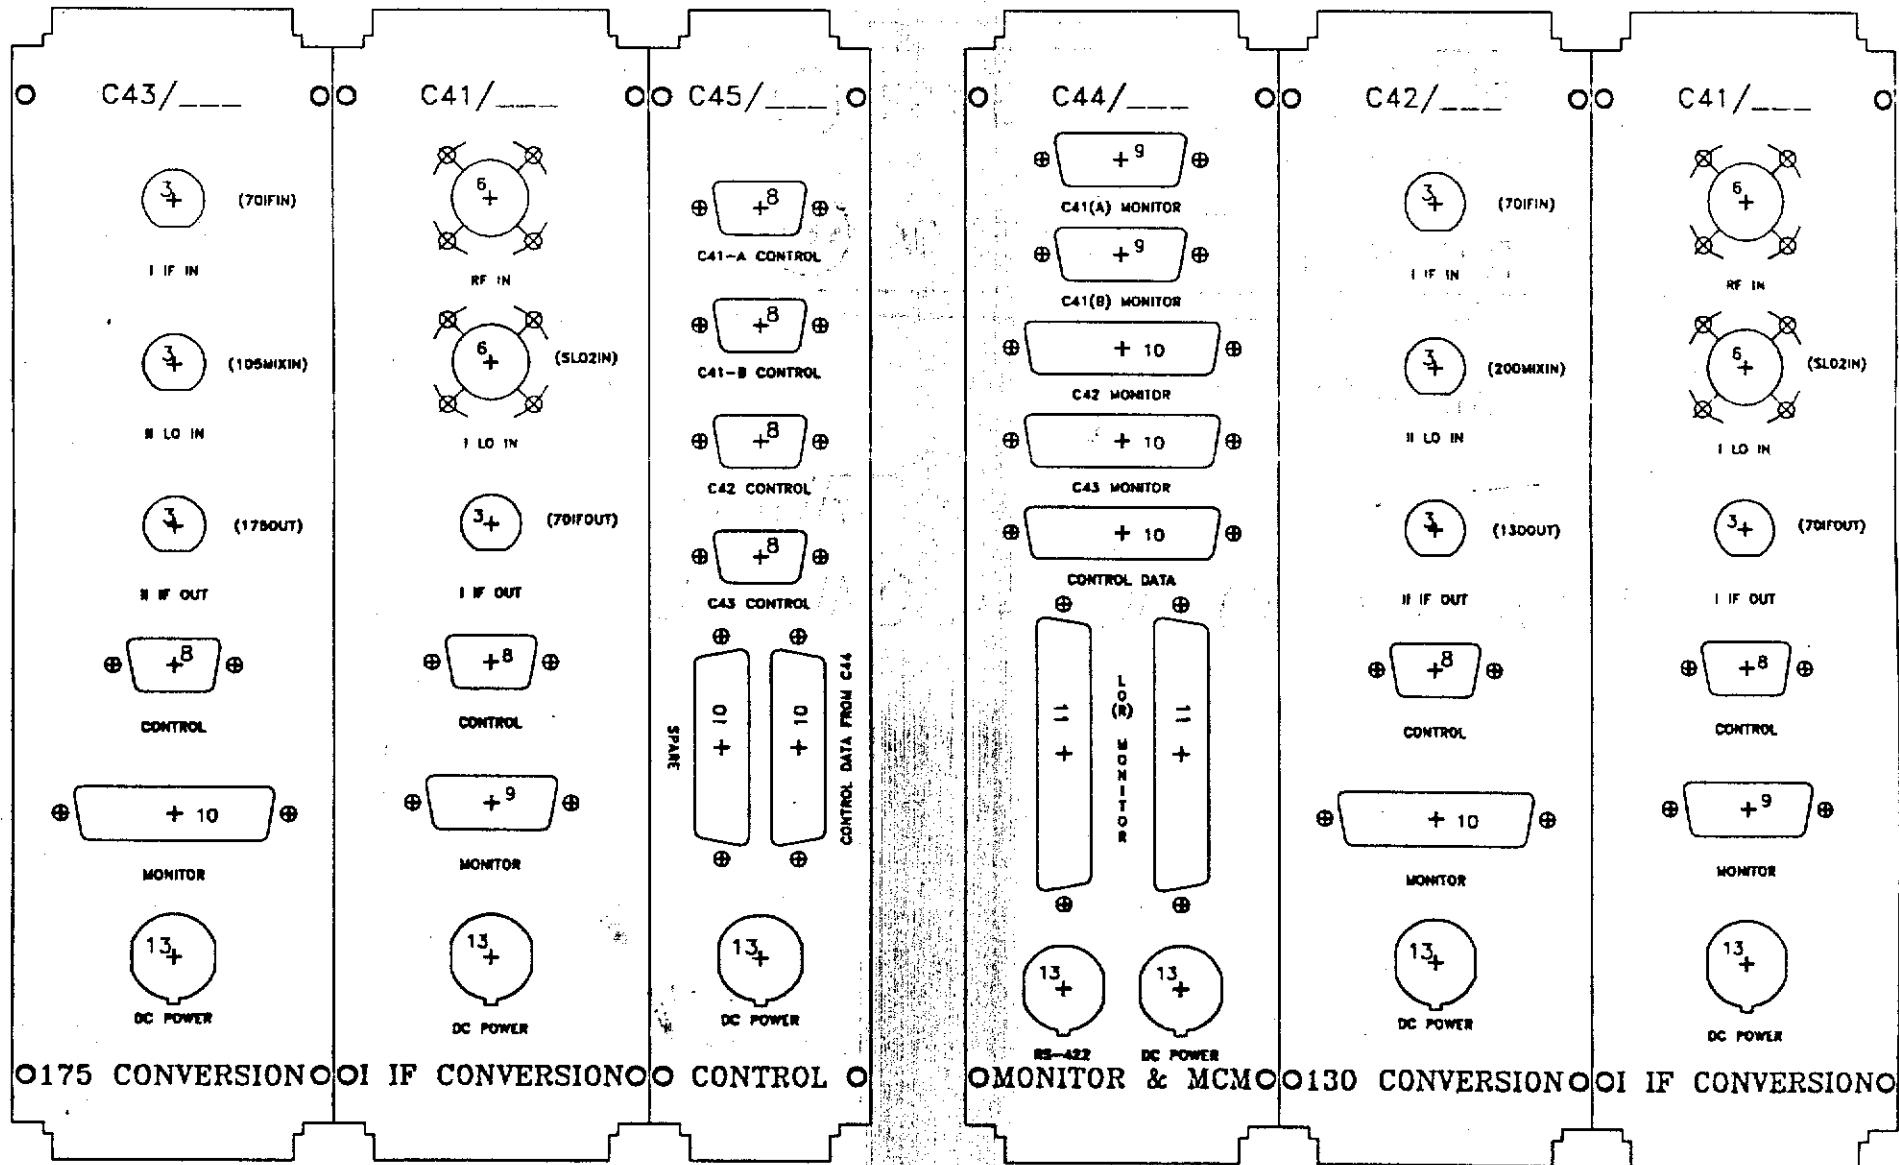 C43/___
3
(70IFIN)
I IF IN
3
(105MIXIN)
II LO IN
3
(175OUT)
II IF OUT
8
CONTROL
10
MONITOR
13
DC POWER
175 CONVERSION
C41/___
6
RF IN
6
(SLO2IN)
I LO IN
3
(70IFOUT)
I IF OUT
8
CONTROL
9
MONITOR
13
DC POWER
I IF CONVERSION
C45/___
8
C41-A CONTROL
8
C41-B CONTROL
8
C42 CONTROL
8
C43 CONTROL
SPARE
10
10
CONTROL DATA FROM C44
13
DC POWER
CONTROL
C44/___
9
C41(A) MONITOR
9
C41(B) MONITOR
10
C42 MONITOR
10
C43 MONITOR
10
CONTROL DATA
11
LO(R) MONITOR
11
13
RS-422
13
DC POWER
MONITOR & MCM
C42/___
3
(70IFIN)
I IF IN
3
(200MIXIN)
II LO IN
3
(130OUT)
II IF OUT
8
CONTROL
10
MONITOR
13
DC POWER
130 CONVERSION
C41/___
6
RF IN
6
(SLO2IN)
I LO IN
3
(70IFOUT)
I IF OUT
8
CONTROL
9
MONITOR
13
DC POWER
I IF CONVERSION